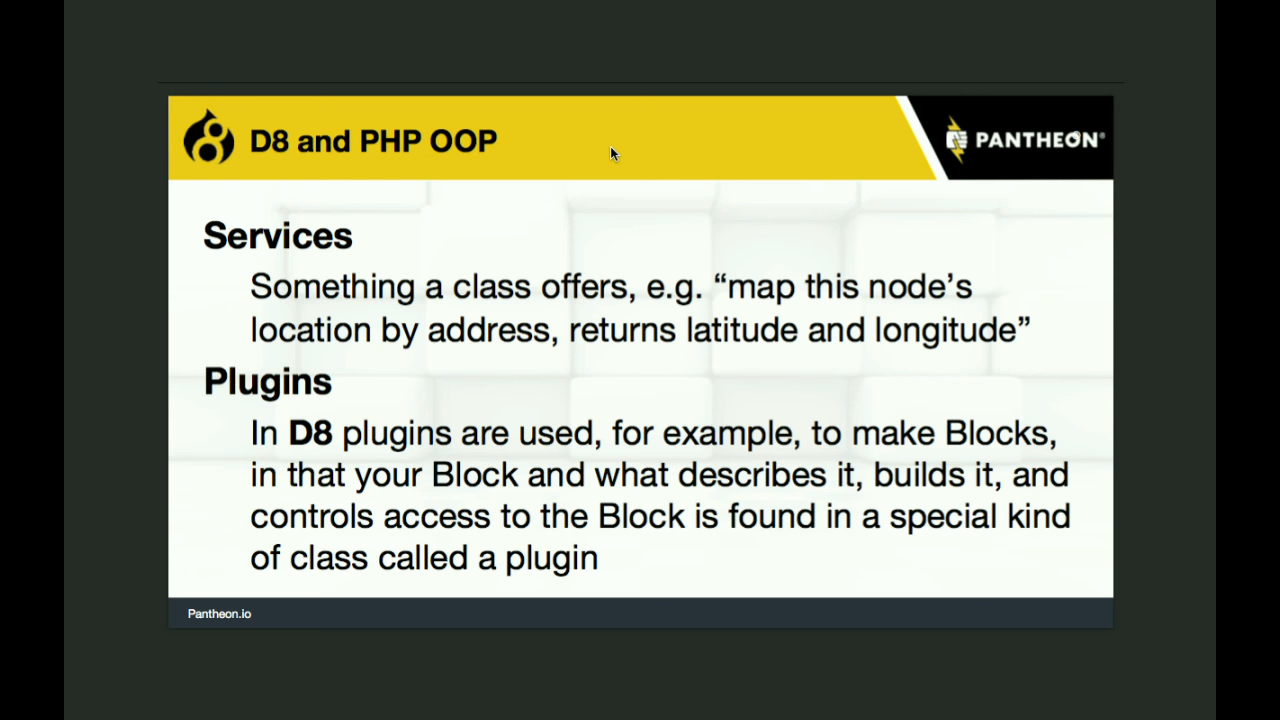 D8 and PHP OOP
PANTHEON®
Services
Something a class offers, e.g. “map this node’s
location by address, returns latitude and longitude”
Plugins
In D8 plugins are used, for example, to make Blocks,
in that your Block and what describes it, builds it, and
controls access to the Block is found in a special kind
of class called a plugin
Pantheon.io